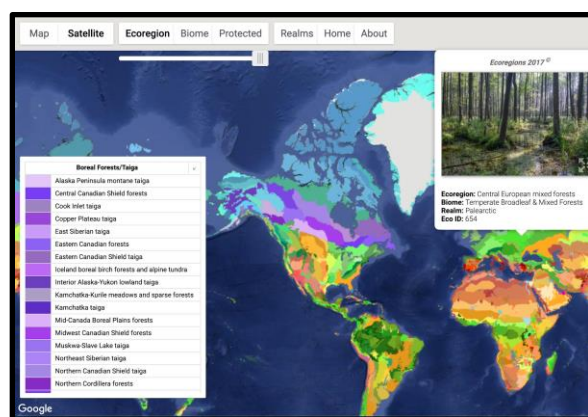 Map Satellite Ecoregion Biome Protected Realms Home About
Ecoregions 2017
Ecoregion: Central European mixed forests
Biome: Temperate Broadleaf & Mixed Forests
Realm: Palearctic
Eco ID: 654
Boreal Forests/Taiga
Alaska Peninsula montane taiga
Central Canadian Shield forests
Cook Inlet taiga
Copper Plateau taiga
East Siberian taiga
Eastern Canadian forests
Eastern Canadian Shield taiga
Iceland boreal birch forests and alpine tundra
Interior Alaska-Yukon lowland taiga
Kamchatka-Kurile meadows and sparse forests
Kamchatka taiga
Mid-Canada Boreal Plains forests
Midwest Canadian Shield forests
Muskwa-Slave Lake taiga
Northeast Siberian taiga
Northern Canadian Shield taiga
Northern Cordillera forests
Google